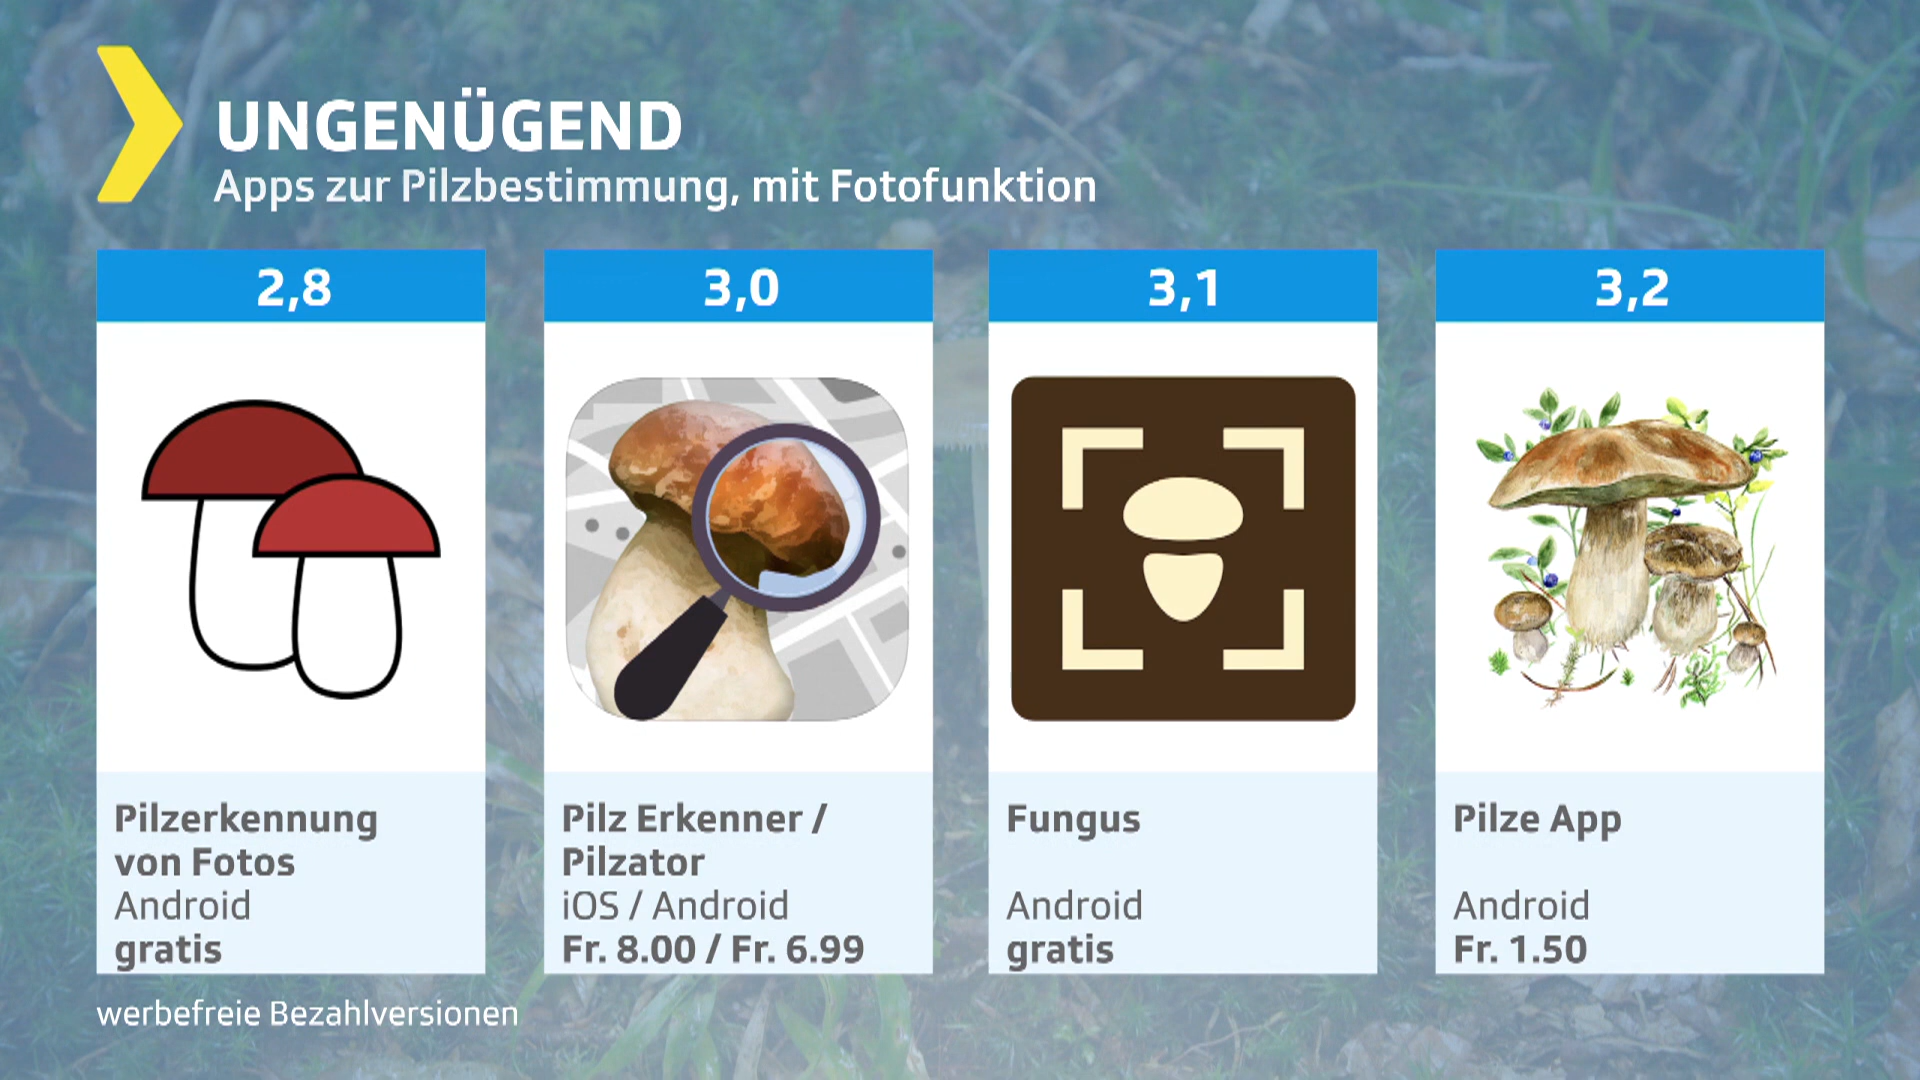 UNGENÜGEND
Apps zur Pilzbestimmung, mit Fotofunktion
2,8
Pilzerkennung
von Fotos
Android
gratis
3,0
Pilz Erkenner /
Pilzator
iOS / Android
Fr. 8.00 / Fr. 6.99
3,1
Fungus
Android
gratis
3,2
Pilze App
Android
Fr. 1.50
werbefreie Bezahlversionen